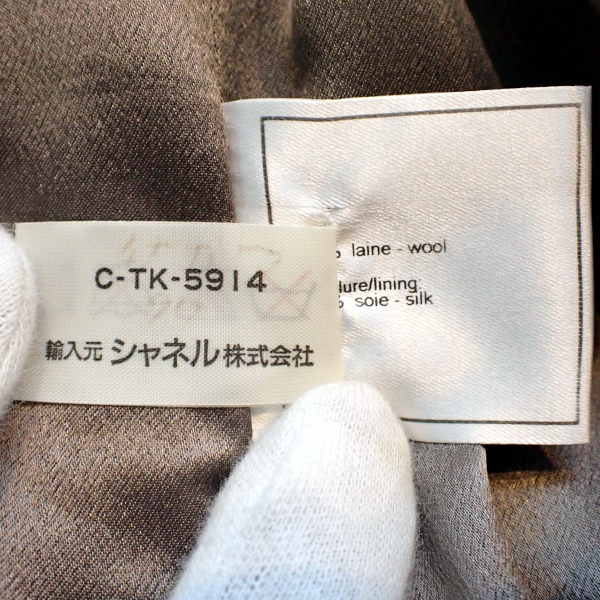 C-TK-5914
輸入元 シャネル株式会社
% laine - wool
lure/lining:
% soie - silk